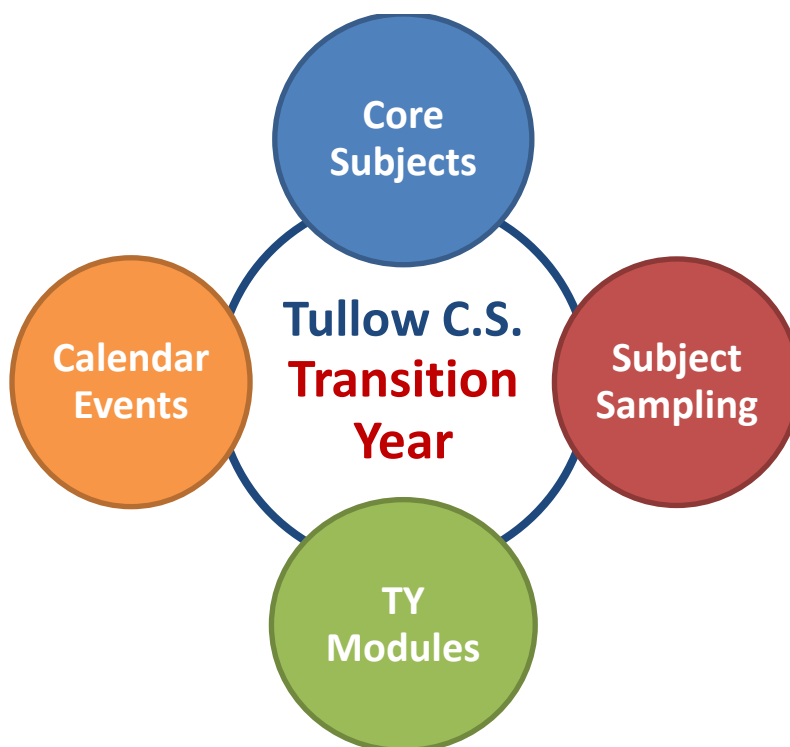 Core
Subjects
Tullow C.S.
Transition
Year
Calendar
Events
Subject
Sampling
TY
Modules